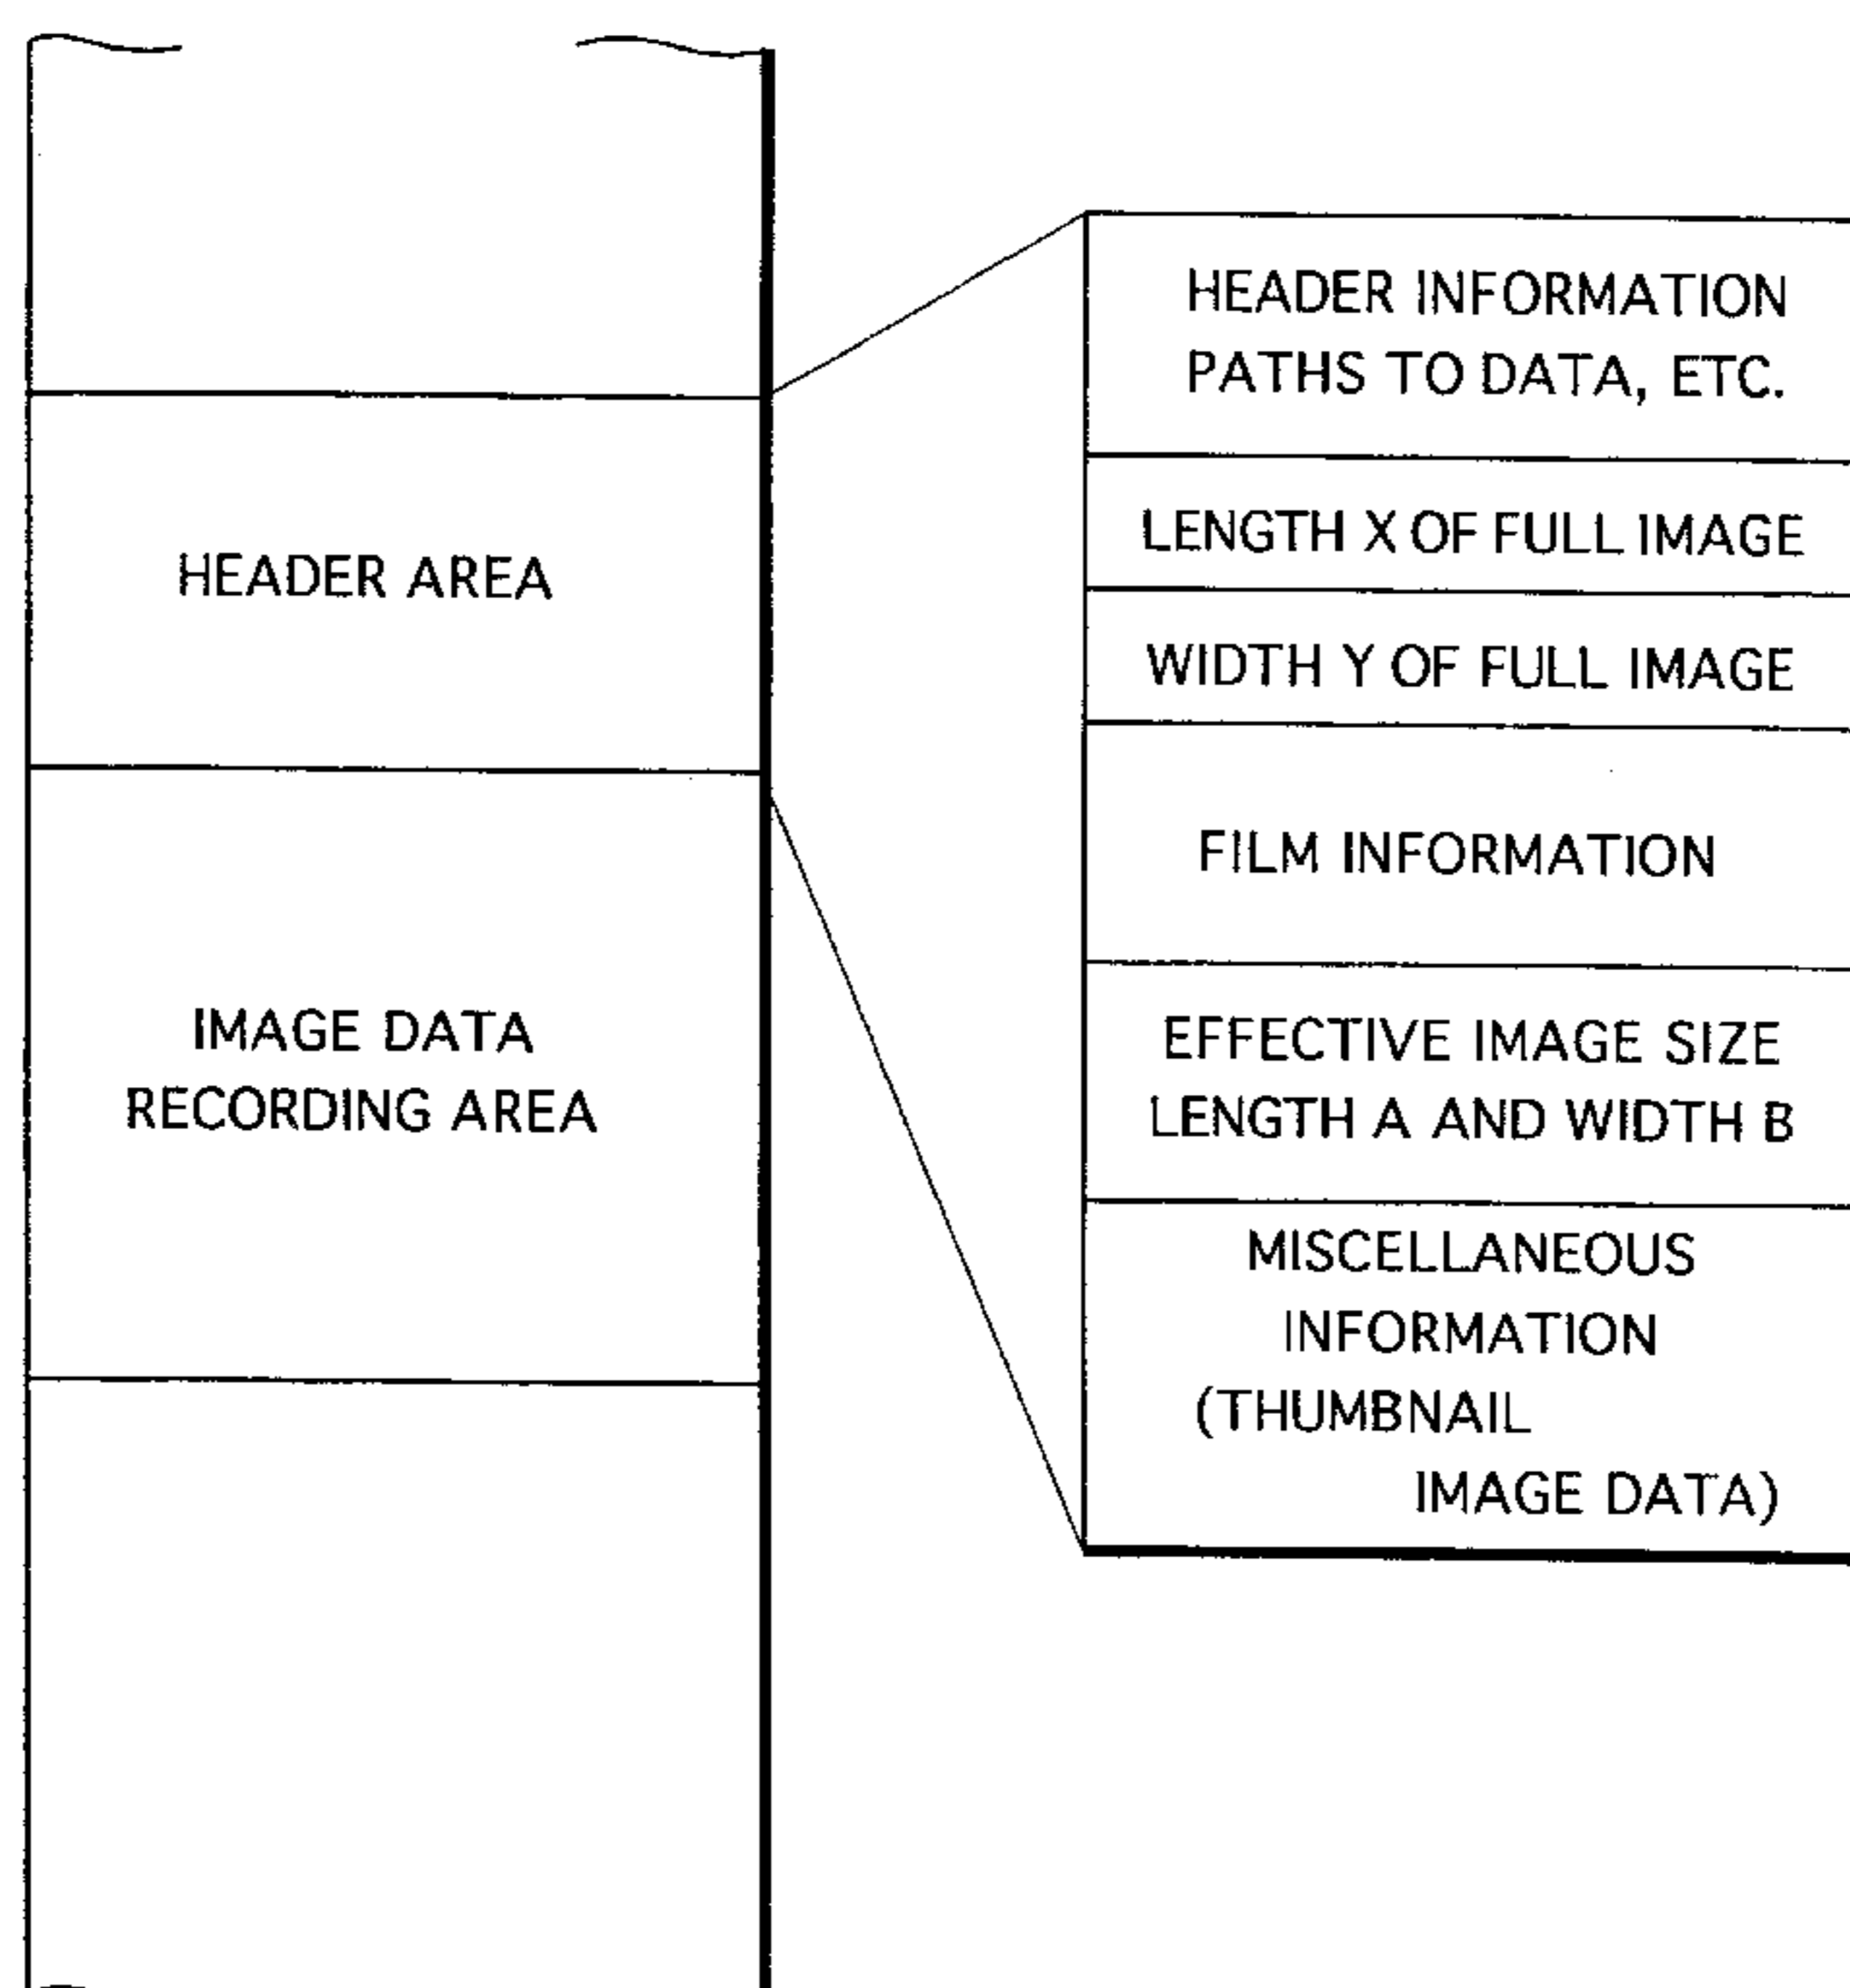 HEADER AREA
IMAGE DATA
RECORDING AREA
HEADER INFORMATION
PATHS TO DATA, ETC.
LENGTH X OF FULL IMAGE
WIDTH Y OF FULL IMAGE
FILM INFORMATION
EFFECTIVE IMAGE SIZE
LENGTH A AND WIDTH B
MISCELLANEOUS
INFORMATION
(THUMBNAIL
IMAGE DATA)